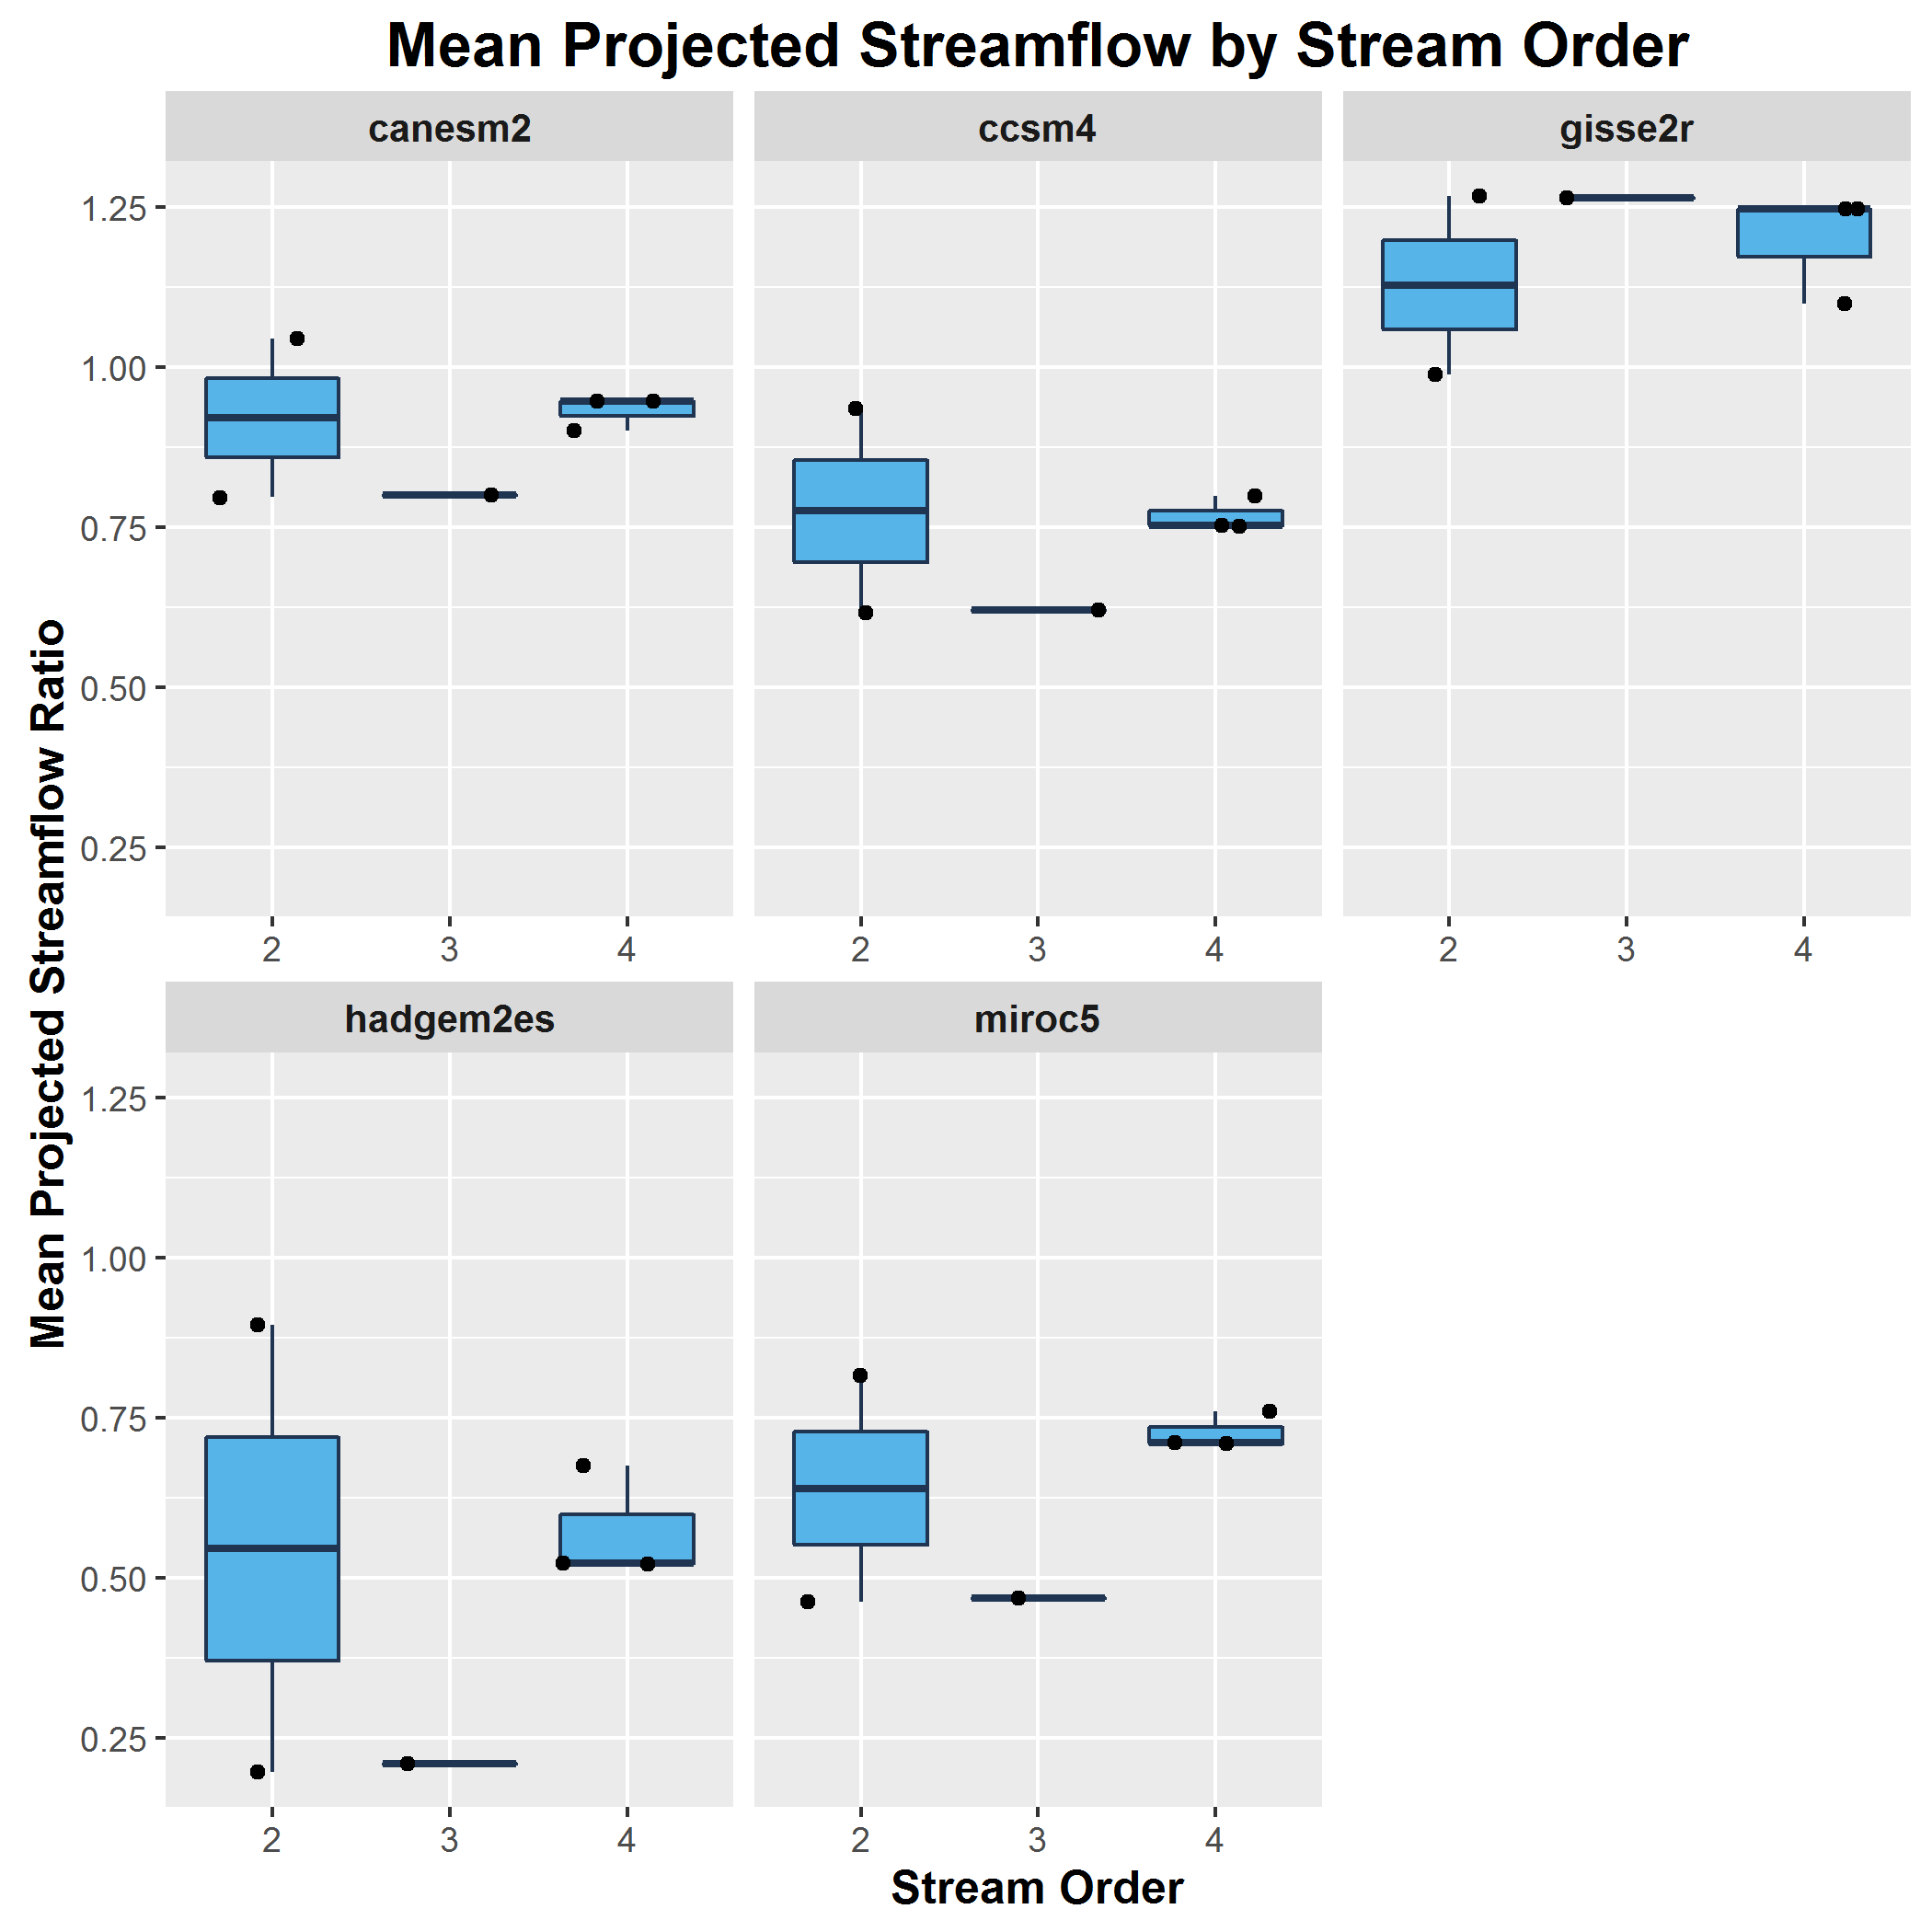 Mean Projected Streamflow by Stream Order
canesm2 ccsm4 gisse2r
1.25
1.00
0.75
0.50
0.25
2 3 4 2 3 4 2 3 4
Mean Projected Streamflow Ratio
hadgem2es miroc5
1.25
1.00
0.75
0.50
0.25
2 3 4 2 3 4
Stream Order